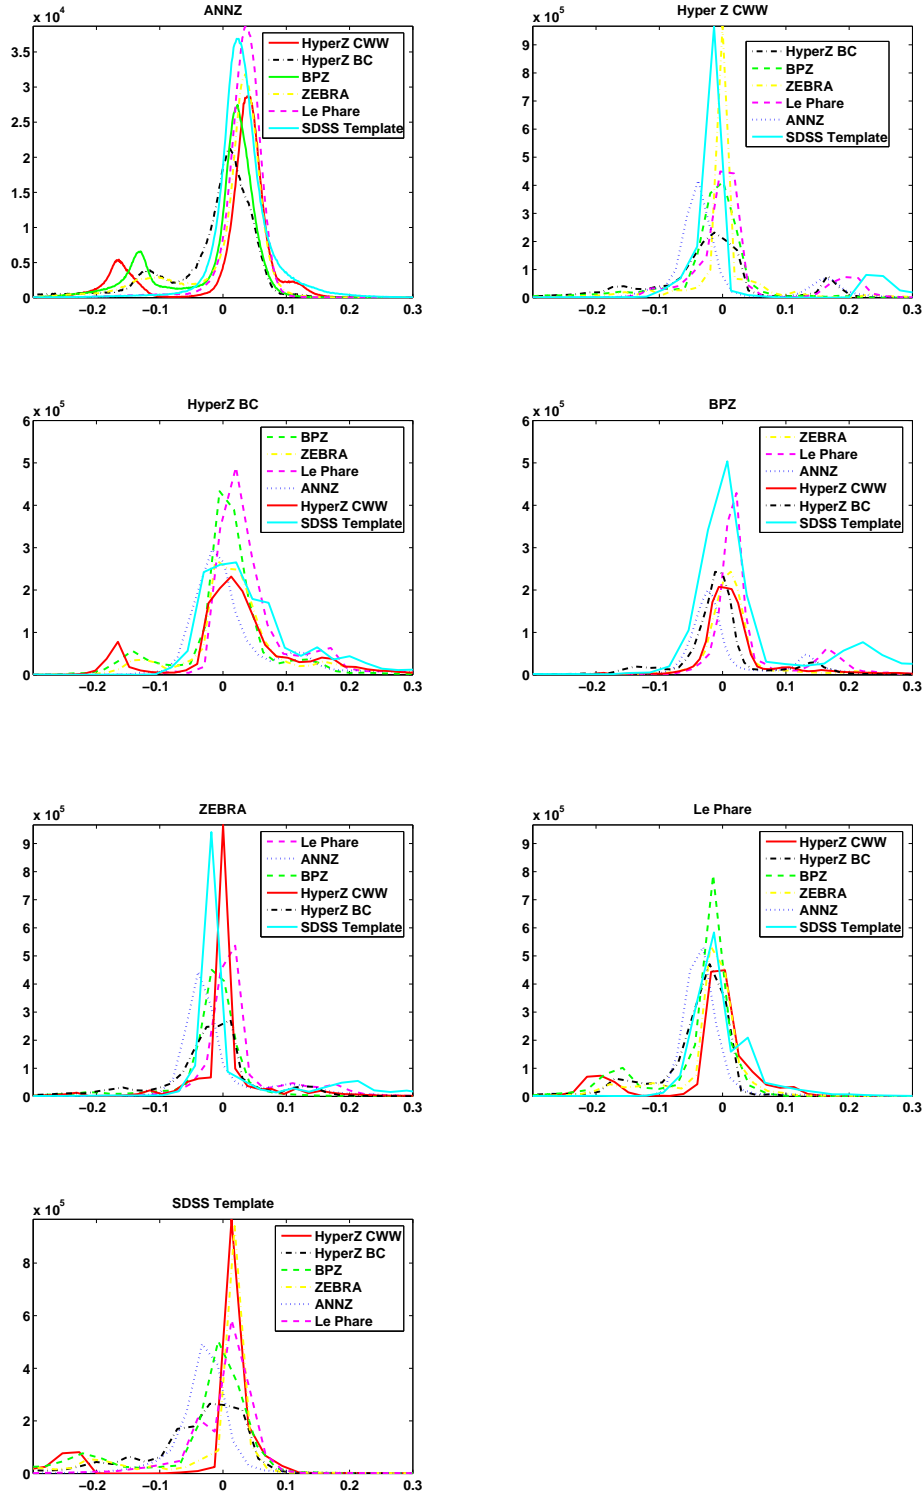 ANNZ
x 10^4
3.5
3
2.5
2
1.5
1
0.5
0
−0.2 −0.1 0 0.1 0.2 0.3
HyperZ CWW
HyperZ BC
BPZ
ZEBRA
Le Phare
SDSS Template
Hyper Z CWW
x 10^5
9
8
7
6
5
4
3
2
1
0
−0.2 −0.1 0 0.1 0.2 0.3
HyperZ BC
BPZ
ZEBRA
Le Phare
ANNZ
SDSS Template
HyperZ BC
x 10^5
6
5
4
3
2
1
0
−0.2 −0.1 0 0.1 0.2 0.3
BPZ
ZEBRA
Le Phare
ANNZ
HyperZ CWW
SDSS Template
BPZ
x 10^5
6
5
4
3
2
1
0
−0.2 −0.1 0 0.1 0.2 0.3
ZEBRA
Le Phare
ANNZ
HyperZ CWW
HyperZ BC
SDSS Template
ZEBRA
x 10^5
9
8
7
6
5
4
3
2
1
0
−0.2 −0.1 0 0.1 0.2 0.3
Le Phare
ANNZ
BPZ
HyperZ CWW
HyperZ BC
SDSS Template
Le Phare
x 10^5
9
8
7
6
5
4
3
2
1
0
−0.2 −0.1 0 0.1 0.2 0.3
HyperZ CWW
HyperZ BC
BPZ
ZEBRA
ANNZ
SDSS Template
SDSS Template
x 10^5
8
6
4
2
0
−0.2 −0.1 0 0.1 0.2 0.3
HyperZ CWW
HyperZ BC
BPZ
ZEBRA
ANNZ
Le Phare